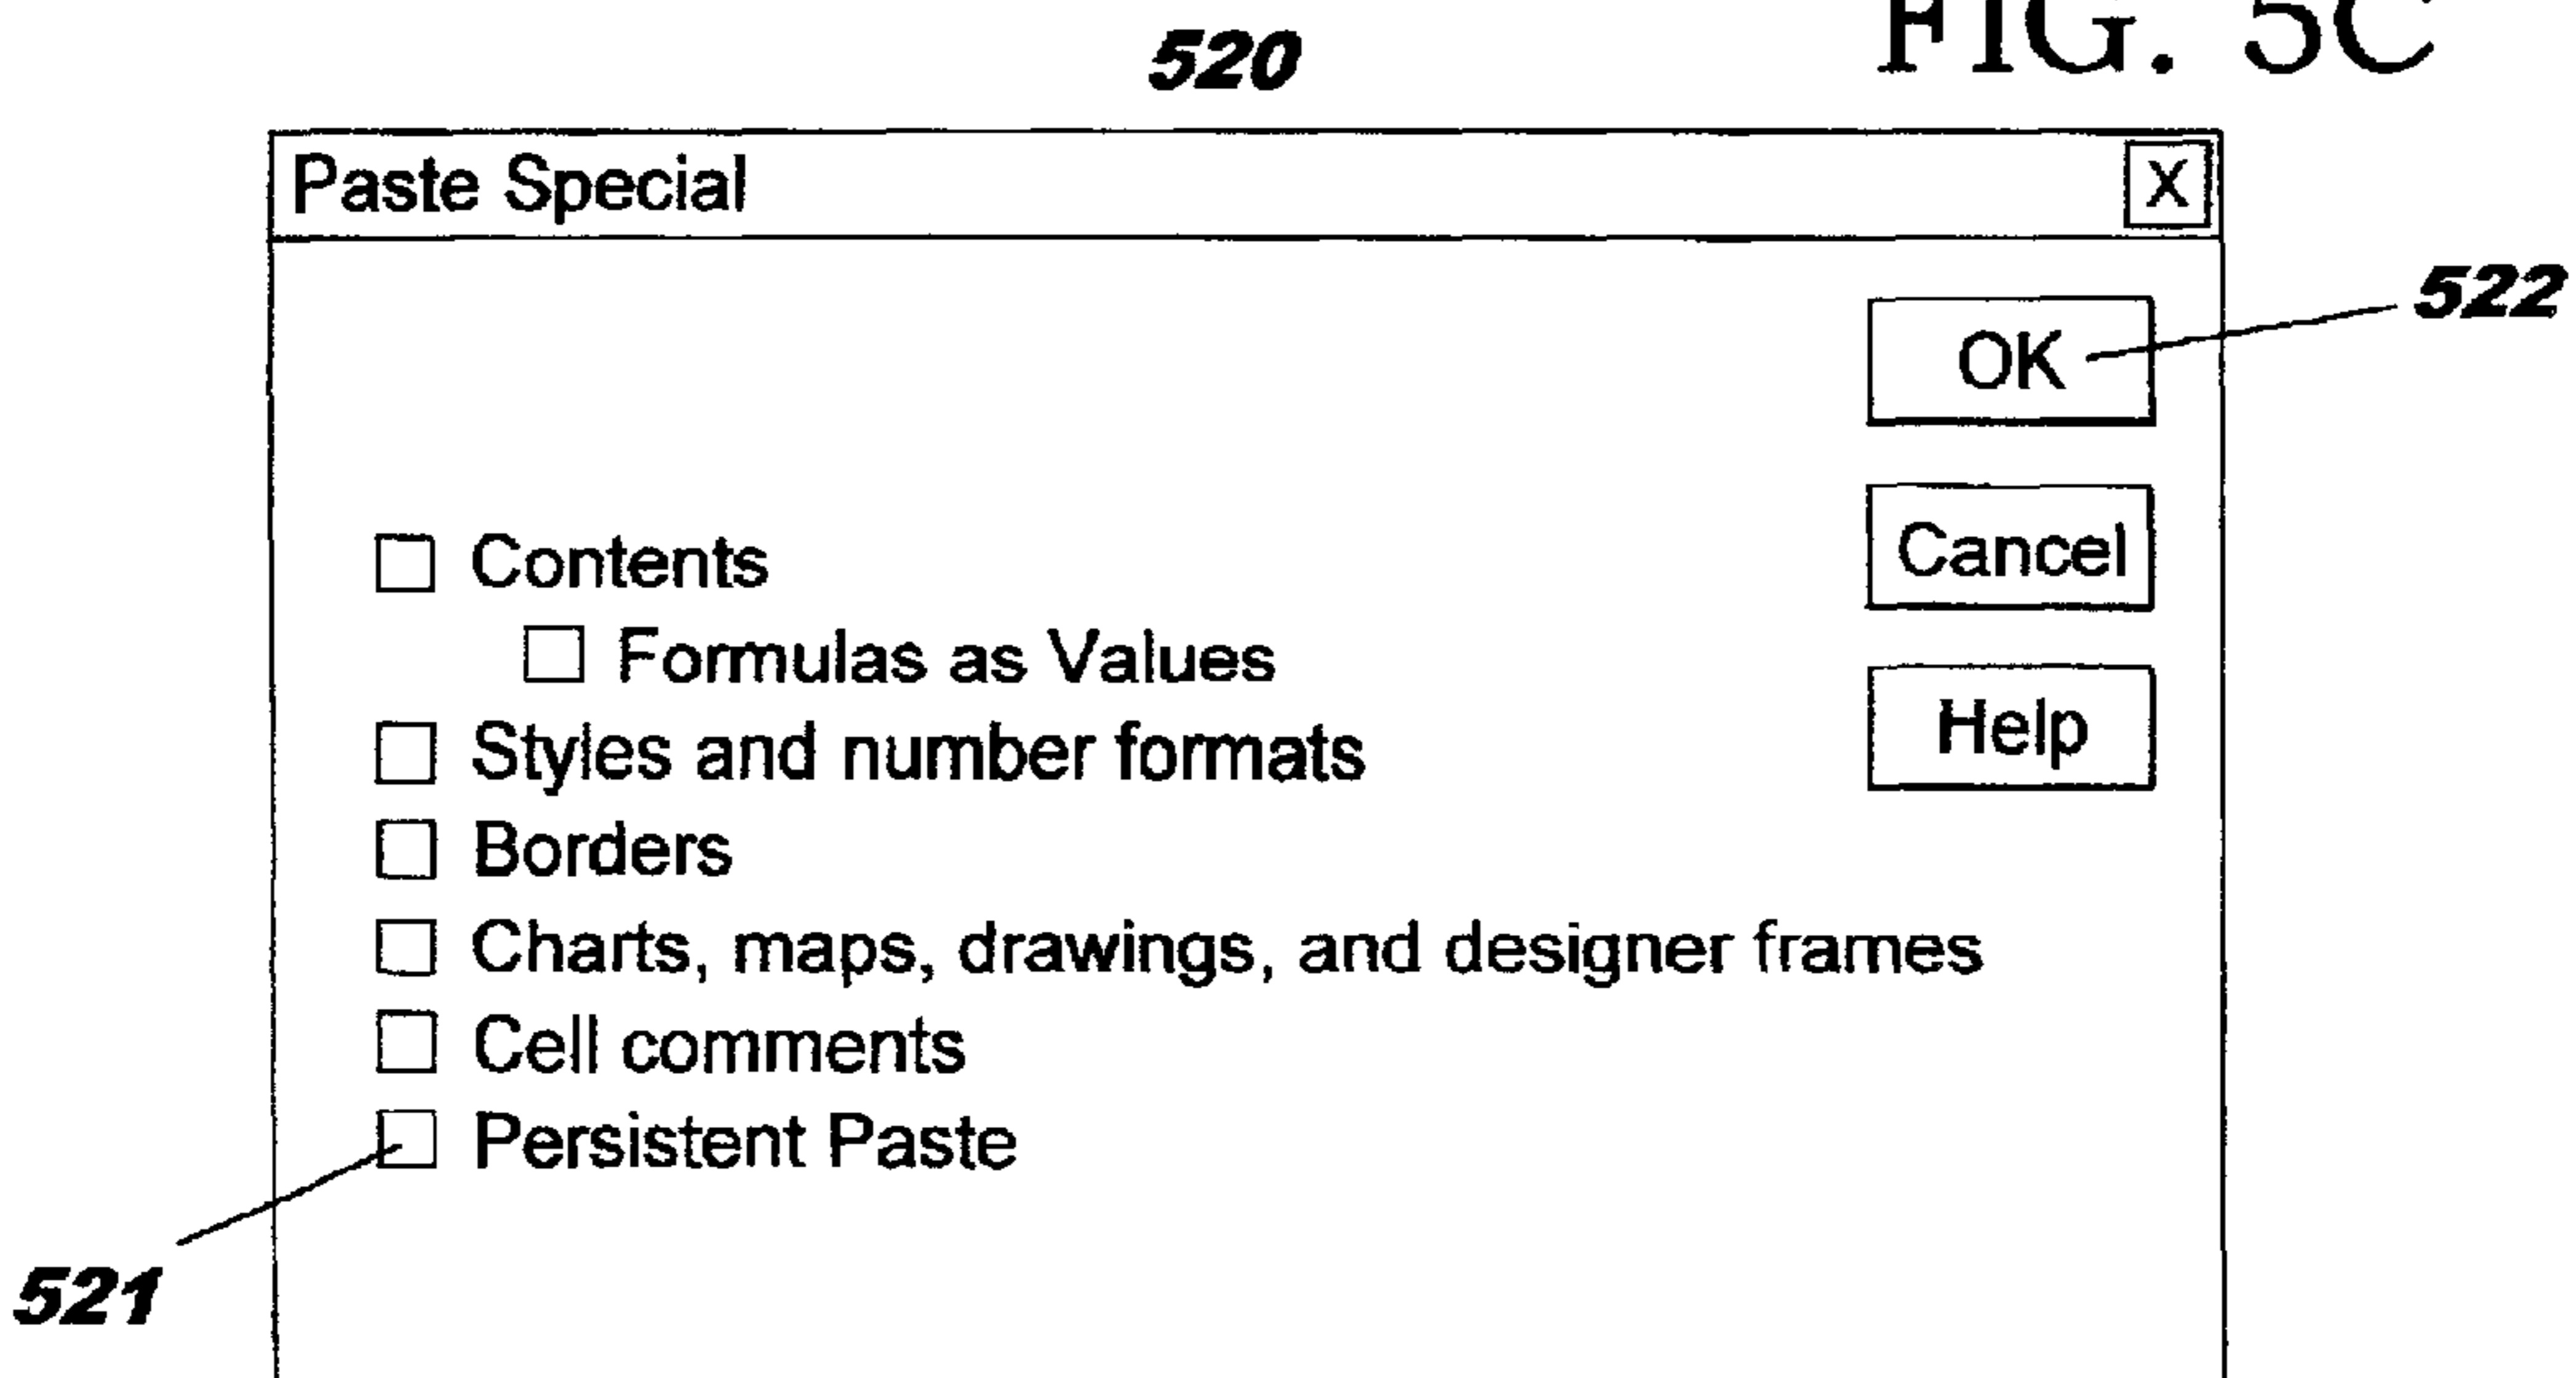 FIG. 5C
520
Paste Special
X
OK
522
Cancel
Contents
Formulas as Values
Help
Styles and number formats
Borders
Charts, maps, drawings, and designer frames
Cell comments
Persistent Paste
521